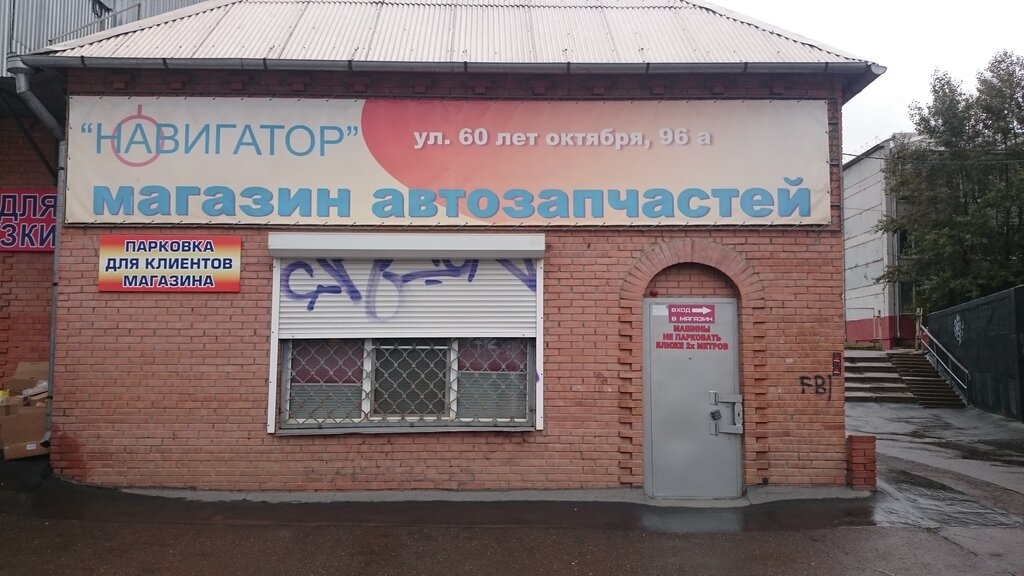 "НАВИГАТОР"
ул. 60 лет октября, 96 а
магазин автозапчастей
ДЛЯ
ЗКИ
ПАРКОВКА
ДЛЯ КЛИЕНТОВ
МАГАЗИНА
ВХОД
В МАГАЗИН
МАШИНЫ
НЕ ПАРКОВАТЬ
БЛИЖЕ 2х МЕТРОВ
FBI